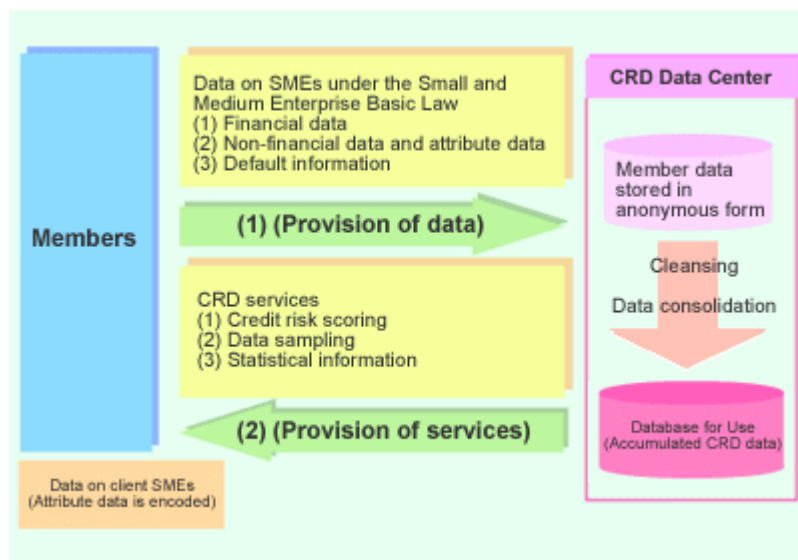 Members
Data on SMEs under the Small and
Medium Enterprise Basic Law
(1) Financial data
(2) Non-financial data and attribute data
(3) Default information
(1) (Provision of data)
CRD services
(1) Credit risk scoring
(2) Data sampling
(3) Statistical information
(2) (Provision of services)
Data on client SMEs
(Attribute data is encoded)
CRD Data Center
Member data
stored in
anonymous form
Cleansing
Data consolidation
Database for Use
(Accumulated CRD data)